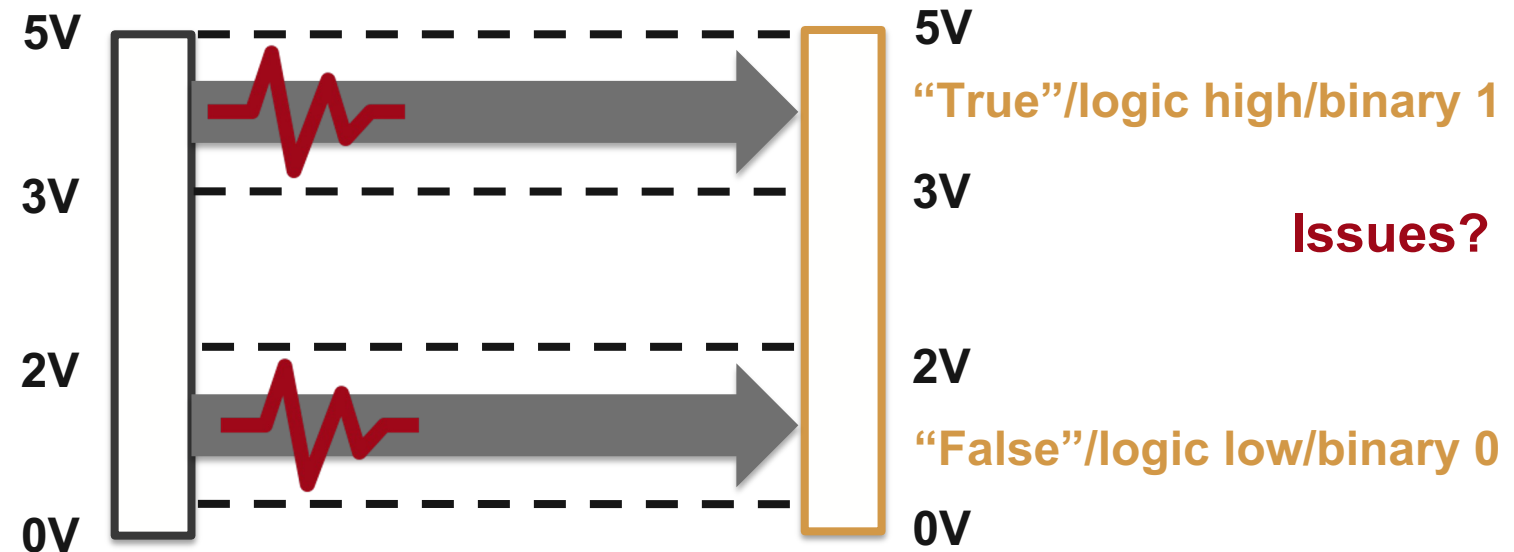 5V
5V
“True”/logic high/binary 1
3V
3V
Issues?
2V
2V
“False”/logic low/binary 0
0V
0V